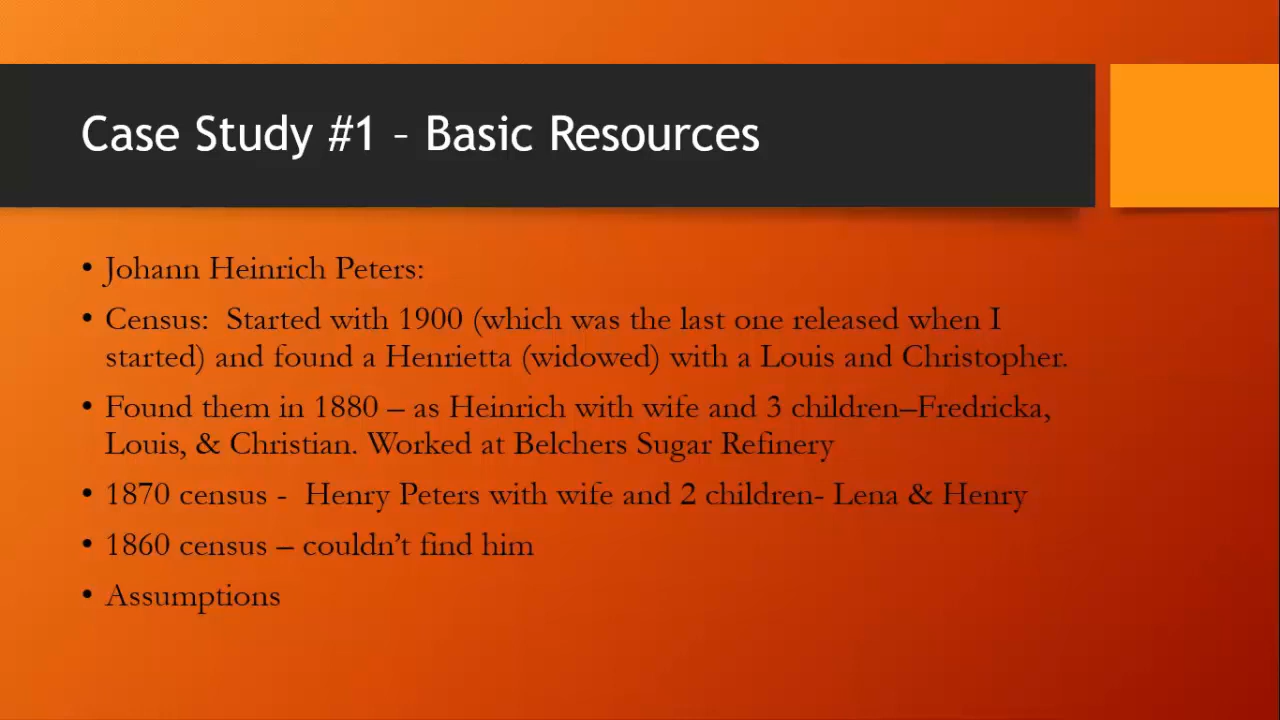 Case Study #1 – Basic Resources
• Johann Heinrich Peters:
• Census:  Started with 1900 (which was the last one released when I
started) and found a Henrietta (widowed) with a Louis and Christopher.
• Found them in 1880 – as Heinrich with wife and 3 children–Fredricka,
Louis, & Christian. Worked at Belchers Sugar Refinery
• 1870 census -  Henry Peters with wife and 2 children- Lena & Henry
• 1860 census – couldn’t find him
• Assumptions